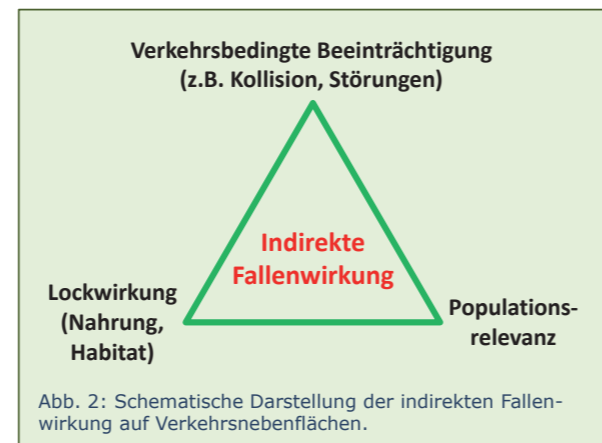 Verkehrsbedingte Beeinträchtigung
(z.B. Kollision, Störungen)
Indirekte
Fallenwirkung
Lockwirkung
(Nahrung,
Habitat)
Populations-
relevanz
Abb. 2: Schematische Darstellung der indirekten Fallen-
wirkung auf Verkehrsnebenflächen.